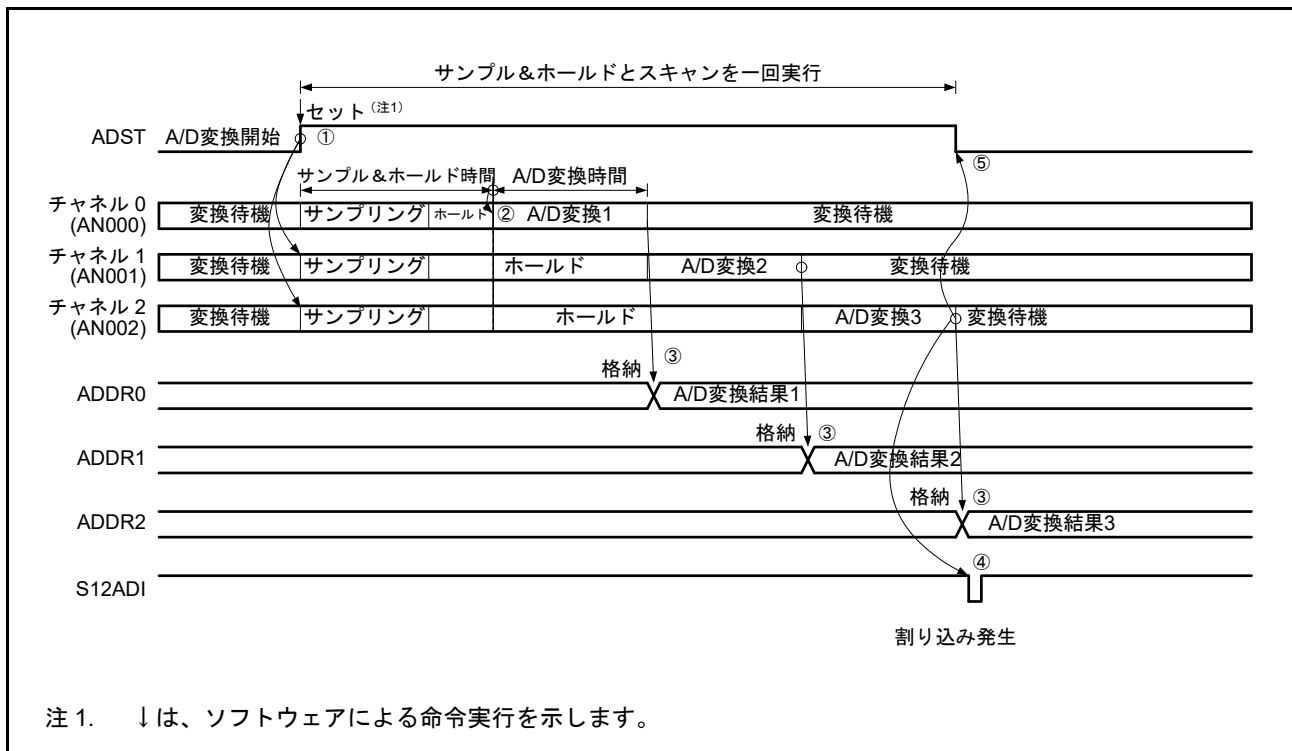 サンプル＆ホールドとスキャンを一回実行
セット（注1）
ADST A/D変換開始 ① ⑤
サンプル＆ホールド時間 A/D変換時間
チャネル 0
(AN000)
変換待機 サンプリング ホールド ② A/D変換1 変換待機
チャネル 1
(AN001)
変換待機 サンプリング ホールド A/D変換2 変換待機
チャネル 2
(AN002)
変換待機 サンプリング ホールド A/D変換3 変換待機
格納 ③
ADDR0 A/D変換結果1
格納 ③
ADDR1 A/D変換結果2
格納 ③
ADDR2 A/D変換結果3
④
S12ADI
割り込み発生
注 1. ↓は、ソフトウェアによる命令実行を示します。